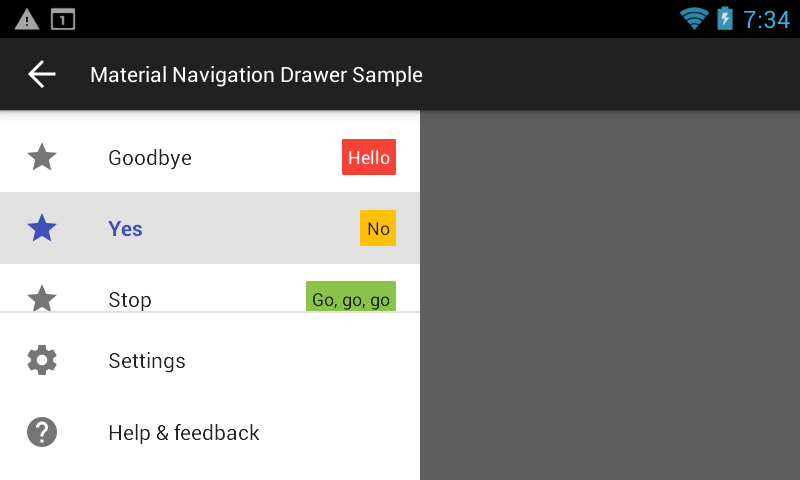 1 7:34
Material Navigation Drawer Sample
Goodbye Hello
Yes No
Stop Go, go, go
Settings
? Help & feedback